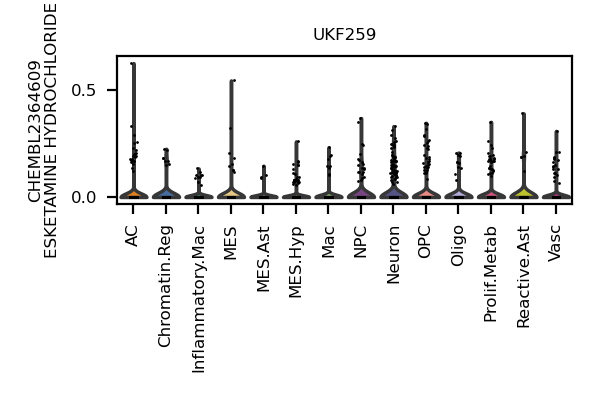 UKF259
CHEMBL2364609
ESKETAMINE HYDROCHLORIDE
0.5
0.0
AC
Chromatin.Reg
Inflammatory.Mac
MES
MES.Ast
MES.Hyp
Mac
NPC
Neuron
OPC
Oligo
Prolif.Metab
Reactive.Ast
Vasc